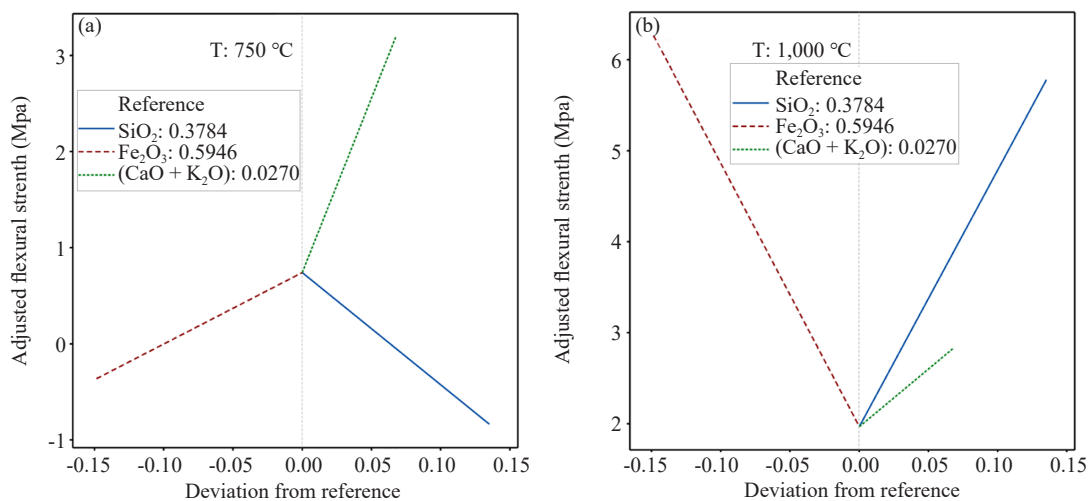 (a)
T: 750 °C
Reference
SiO₂: 0.3784
Fe₂O₃: 0.5946
(CaO + K₂O): 0.0270
Adjusted flexural strenth (Mpa)
3
2
1
0
-1
-0.15 -0.10 -0.05 0.00 0.05 0.10 0.15
Deviation from reference
(b)
T: 1,000 °C
Reference
SiO₂: 0.3784
Fe₂O₃: 0.5946
(CaO + K₂O): 0.0270
Adjusted flexural strenth (Mpa)
6
5
4
3
2
-0.15 -0.10 -0.05 0.00 0.05 0.10 0.15
Deviation from reference